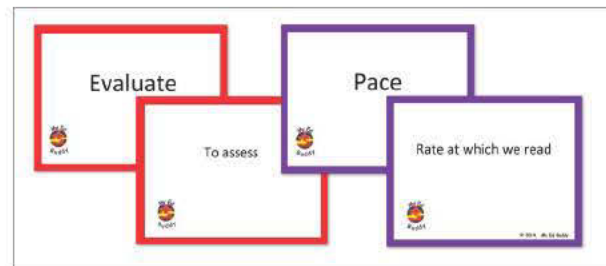 Evaluate
To assess
Pace
Rate at which we read